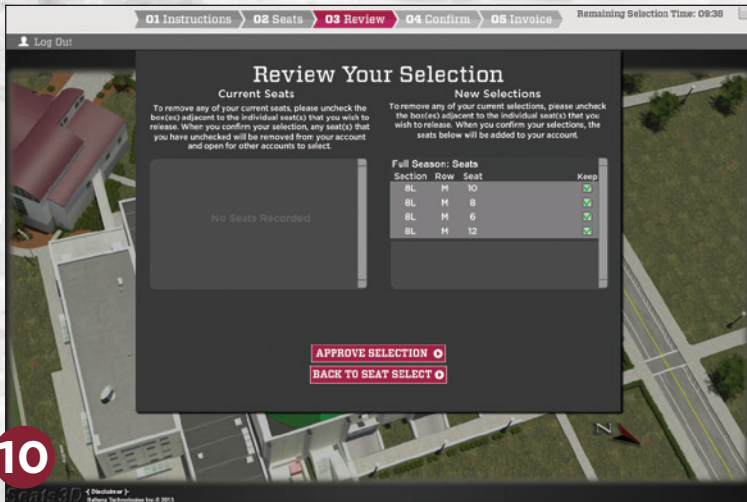 01 Instructions 02 Seats 03 Review 04 Confirm 05 Invoice Remaining Selection Time: 09:38
Log Out
Review Your Selection
Current Seats
To remove any of your current seats, please uncheck the
box(es) adjacent to the individual seat(s) that you wish to
release. When you confirm your selection, any seat(s) that
you have unchecked will be removed from your account
and open for other accounts to select.
No Seats Recorded
New Selections
To remove any of your current selections, please uncheck
the box(es) adjacent to the individual seat(s) that you
wish to release. When you confirm your selections, the
seats below will be added to your account.
Full Season: Seats
Section Row Seat Keep
8L M 10
8L M 8
8L M 6
8L M 12
APPROVE SELECTION
BACK TO SEAT SELECT
N
10
Seats3D
-{ Disclaimer }-
Ballena Technologies Inc.© 2013